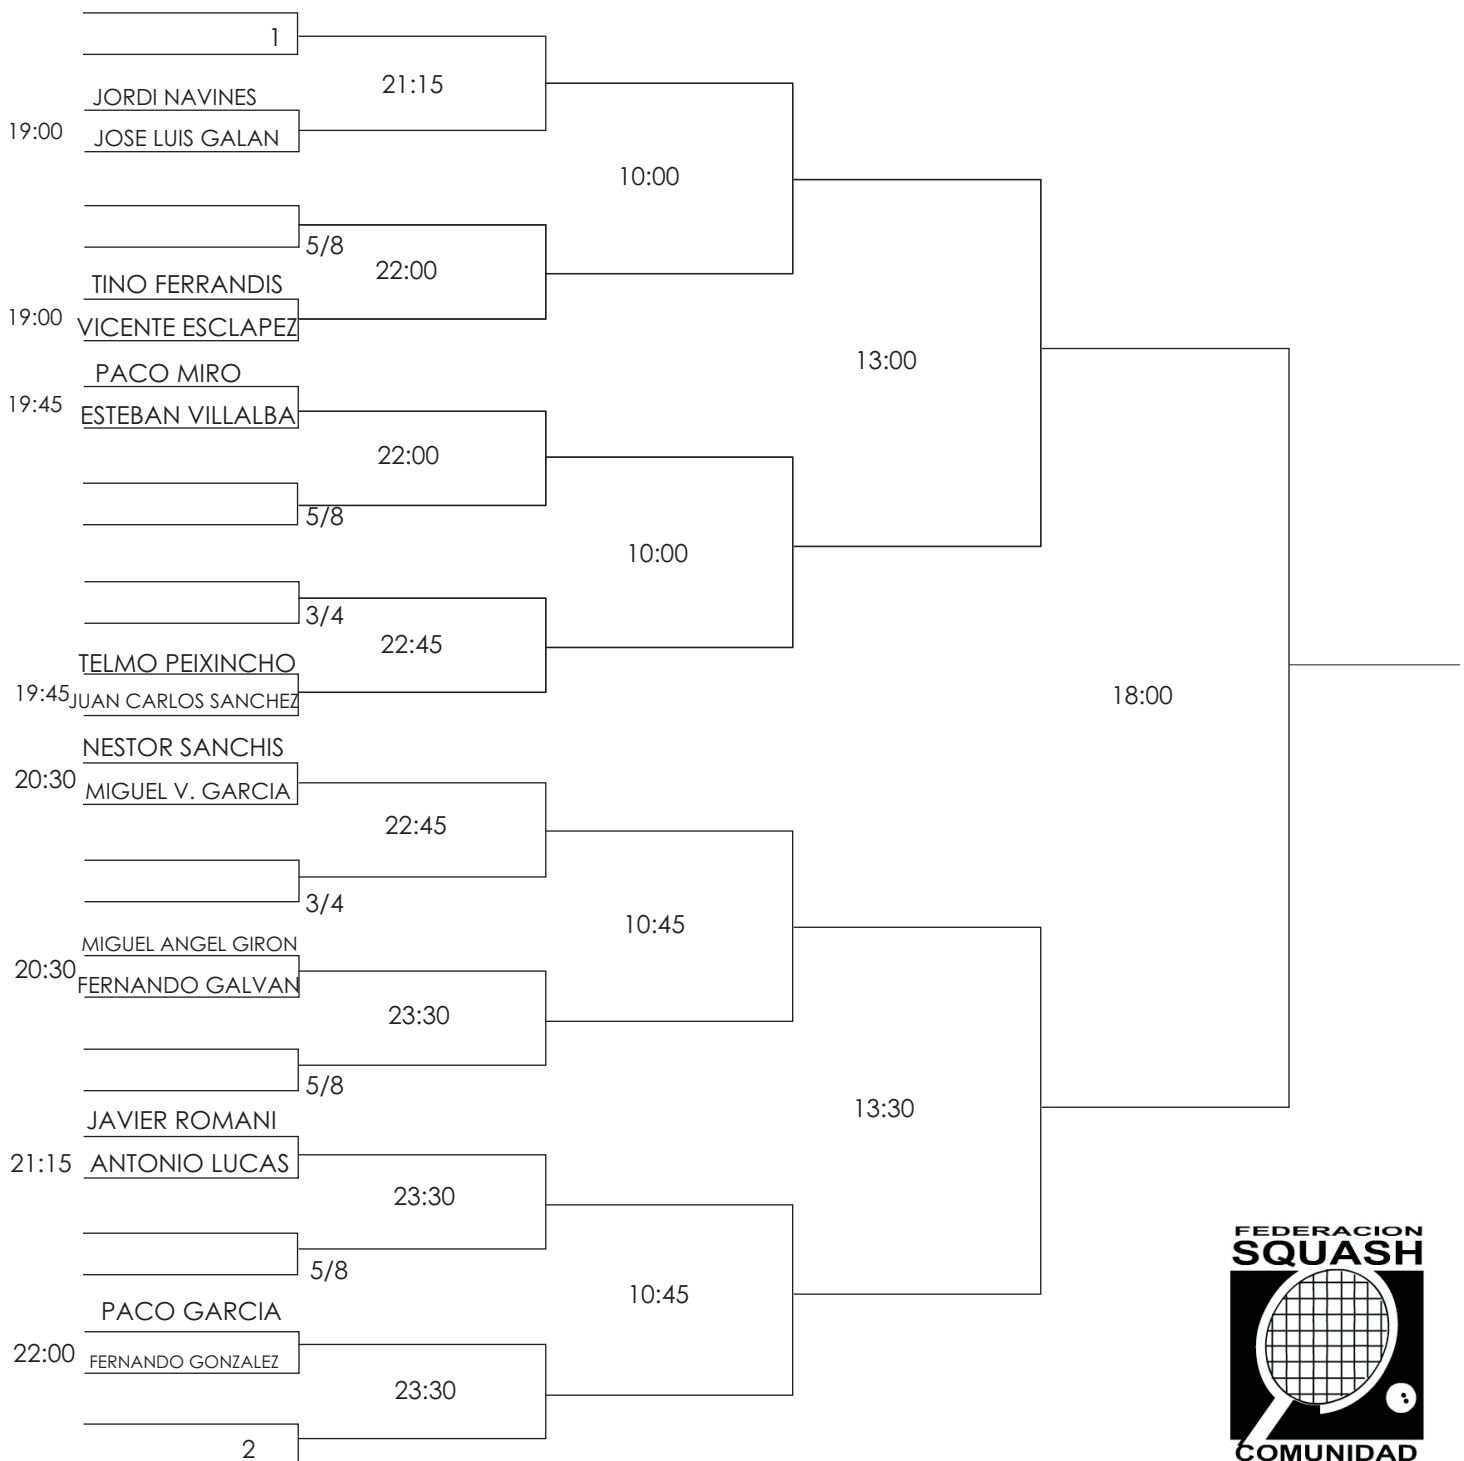 1
21:15
JORDI NAVINES
19:00
JOSE LUIS GALAN
10:00
5/8
22:00
TINO FERRANDIS
19:00
VICENTE ESCLAPEZ
13:00
PACO MIRO
19:45
ESTEBAN VILLALBA
22:00
5/8
10:00
3/4
22:45
TELMO PEIXINCHO
19:45
JUAN CARLOS SANCHEZ
18:00
NESTOR SANCHIS
20:30
MIGUEL V. GARCIA
22:45
3/4
10:45
MIGUEL ANGEL GIRON
20:30
FERNANDO GALVAN
23:30
5/8
13:30
JAVIER ROMANI
21:15
ANTONIO LUCAS
23:30
5/8
10:45
PACO GARCIA
22:00
FERNANDO GONZALEZ
23:30
2
FEDERACION
SQUASH
COMUNIDAD